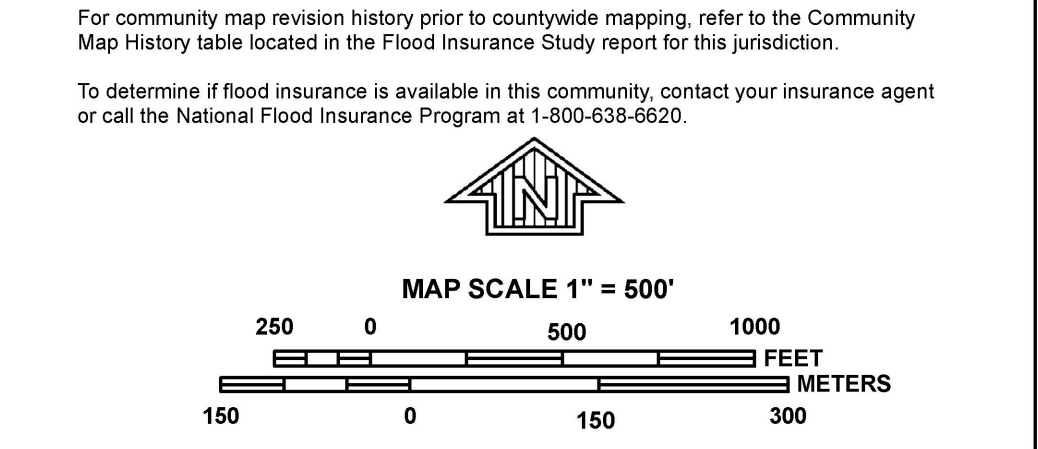 For community map revision history prior to countywide mapping, refer to the Community
Map History table located in the Flood Insurance Study report for this jurisdiction.
To determine if flood insurance is available in this community, contact your insurance agent
or call the National Flood Insurance Program at 1-800-638-6620.
N
MAP SCALE 1" = 500'
250 0 500 1000
FEET
METERS
150 0 150 300